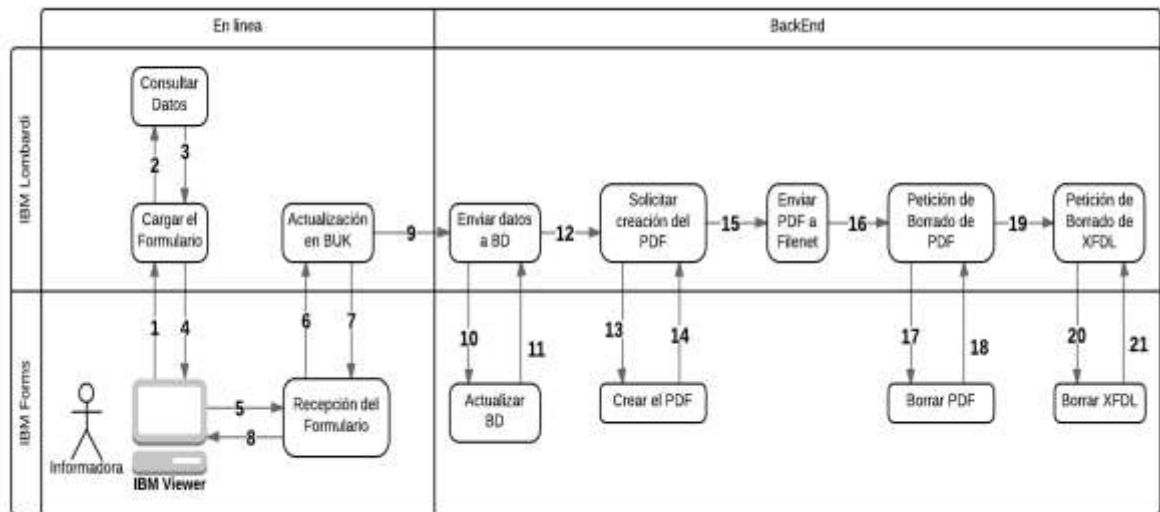 En linea
BackEnd
IBM Lombardi
Consultar
Datos
2
3
Cargar el
Formulario
Actualización
en BUK
9
Enviar datos
a BD
12
Solicitar
creación del
PDF
15
Enviar
PDF a
Filenet
16
Petición de
Borrado de
PDF
19
Petición de
Borrado de
XFDL
IBM Forms
1
4
6
7
10
11
13
14
17
18
20
21
Informadora
IBM Viewer
5
8
Recepción del
Formulario
Actualizar
BD
Crear el PDF
Borrar PDF
Borrar XFDL